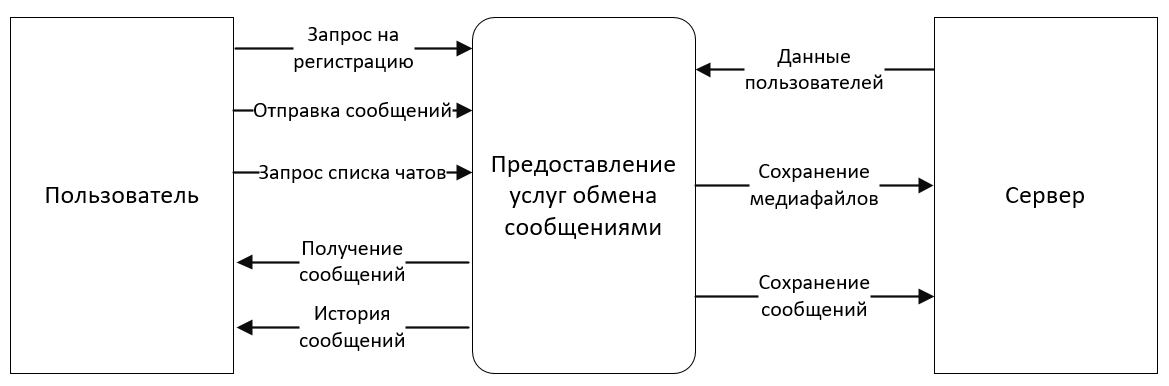 Пользователь
Запрос на
регистрацию
Отправка сообщений
Запрос списка чатов
Получение
сообщений
История
сообщений
Предоставление
услуг обмена
сообщениями
Данные
пользователей
Сохранение
медиафайлов
Сохранение
сообщений
Сервер